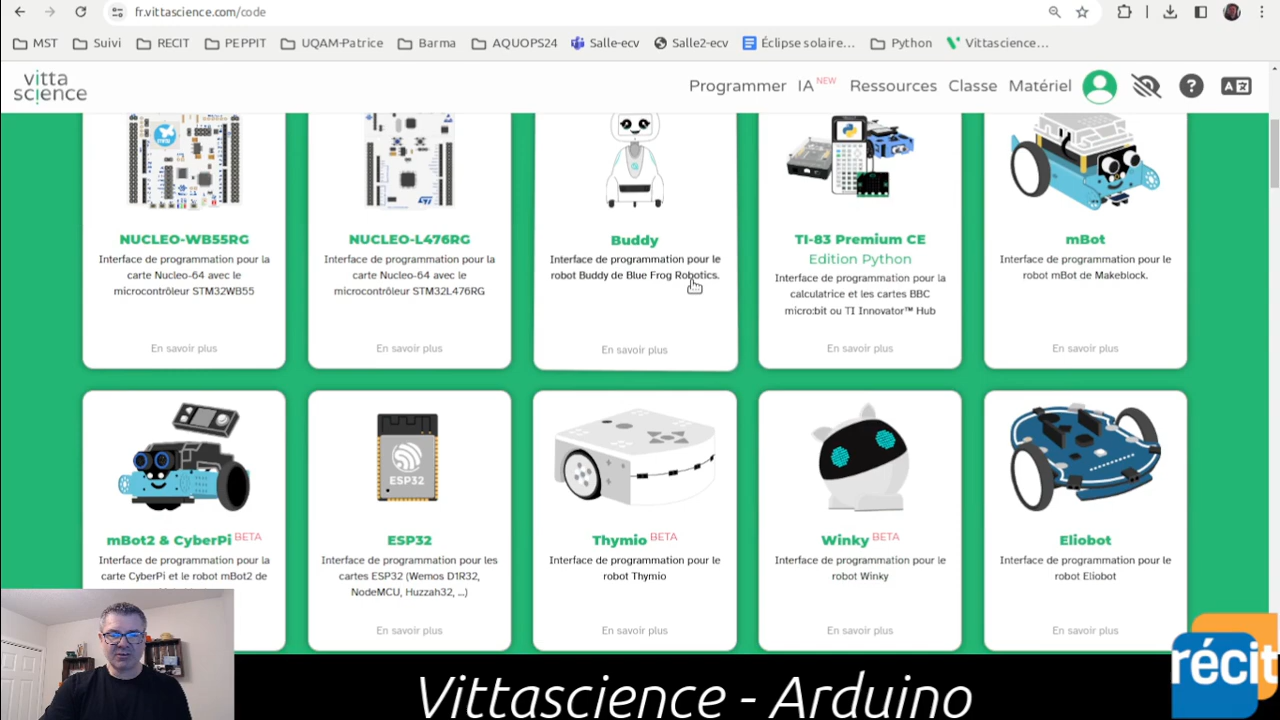 fr.vittascience.com/code
MST
Suivi
RECIT
PEPPIT
UQAM-Patrice
Barma
AQUOPS24
Salle-ecv
Salle2-ecv
Éclipse solaire...
Python
Vittascience...
vitta
science
Programmer
IA NEW
Ressources
Classe
Matériel
?
NUCLEO-WB55RG
Interface de programmation pour la
carte Nucleo-64 avec le
microcontrôleur STM32WB55
En savoir plus
NUCLEO-L476RG
Interface de programmation pour la
carte Nucleo-64 avec le
microcontrôleur STM32L476RG
En savoir plus
Buddy
Interface de programmation pour le
robot Buddy de Blue Frog Robotics.
En savoir plus
TI-83 Premium CE
Edition Python
Interface de programmation pour la
calculatrice et les cartes BBC
micro:bit ou TI Innovator™ Hub
En savoir plus
mBot
Interface de programmation pour le
robot mBot de Makeblock.
En savoir plus
mBot2 & CyberPi BETA
Interface de programmation pour la
carte CyberPi et le robot mBot2 de
ESP32
ESP32
Interface de programmation pour les
cartes ESP32 (Wemos D1R32,
NodeMCU, Huzzah32, ...)
En savoir plus
Thymio BETA
Interface de programmation pour le
robot Thymio
En savoir plus
Winky BETA
Interface de programmation pour le
robot Winky
En savoir plus
Eliobot
Interface de programmation pour le
robot Eliobot
En savoir plus
Vittascience - Arduino
récit